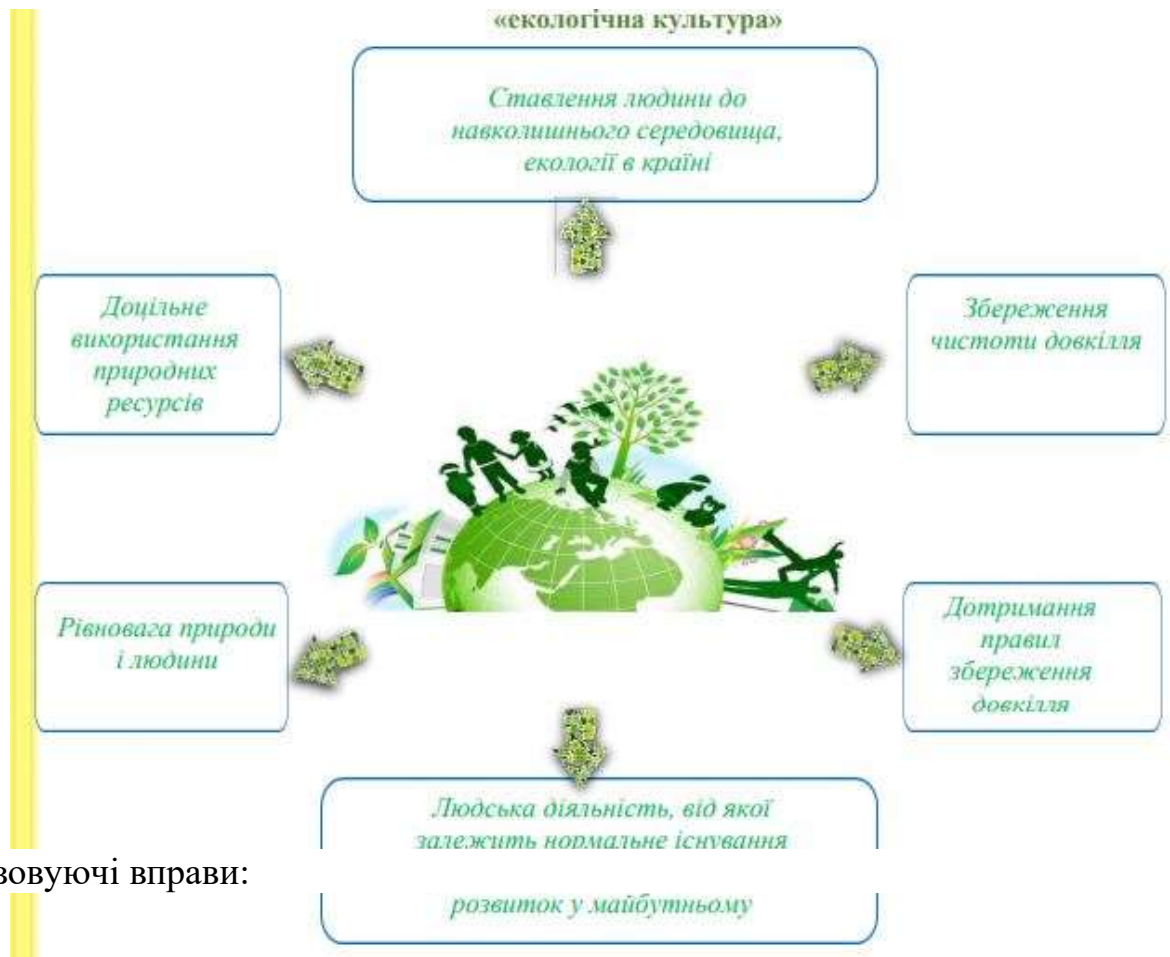 «екологічна культура»
Ставлення людини до
навколишнього середовища,
екології в країні
Доцільне
використання
природних
ресурсів
Збереження
чистоти довкілля
Рівновага природи
і людини
Дотримання
правил
збереження
довкілля
Людська діяльність, від якої
залежить нормальне існування
зовуючі вправи:
розвиток у майбутньому